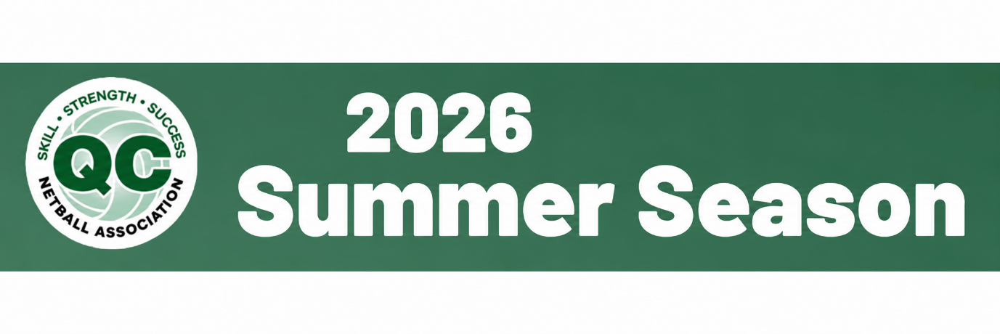 SKILL • STRENGTH • SUCCESS
QC
NETBALL ASSOCIATION
2026
Summer Season